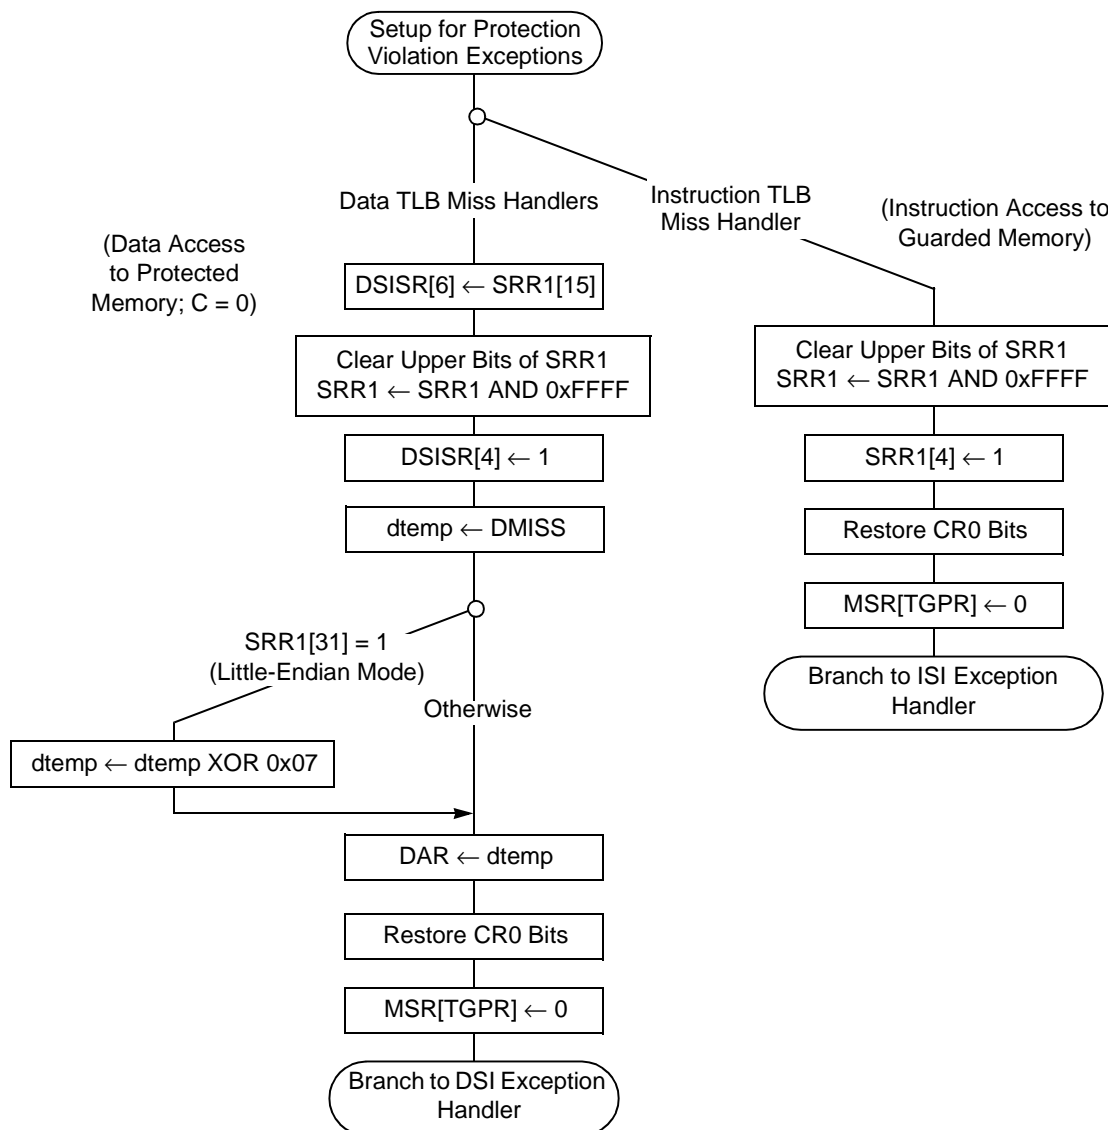 Setup for Protection
Violation Exceptions
Data TLB Miss Handlers
Instruction TLB
Miss Handler
(Instruction Access to
Guarded Memory)
(Data Access
to Protected
Memory; C = 0)
DSISR[6] ← SRR1[15]
Clear Upper Bits of SRR1
SRR1 ← SRR1 AND 0xFFFF
DSISR[4] ← 1
dtemp ← DMISS
Clear Upper Bits of SRR1
SRR1 ← SRR1 AND 0xFFFF
SRR1[4] ← 1
Restore CR0 Bits
MSR[TGPR] ← 0
Branch to ISI Exception
Handler
SRR1[31] = 1
(Little-Endian Mode)
Otherwise
dtemp ← dtemp XOR 0x07
DAR ← dtemp
Restore CR0 Bits
MSR[TGPR] ← 0
Branch to DSI Exception
Handler